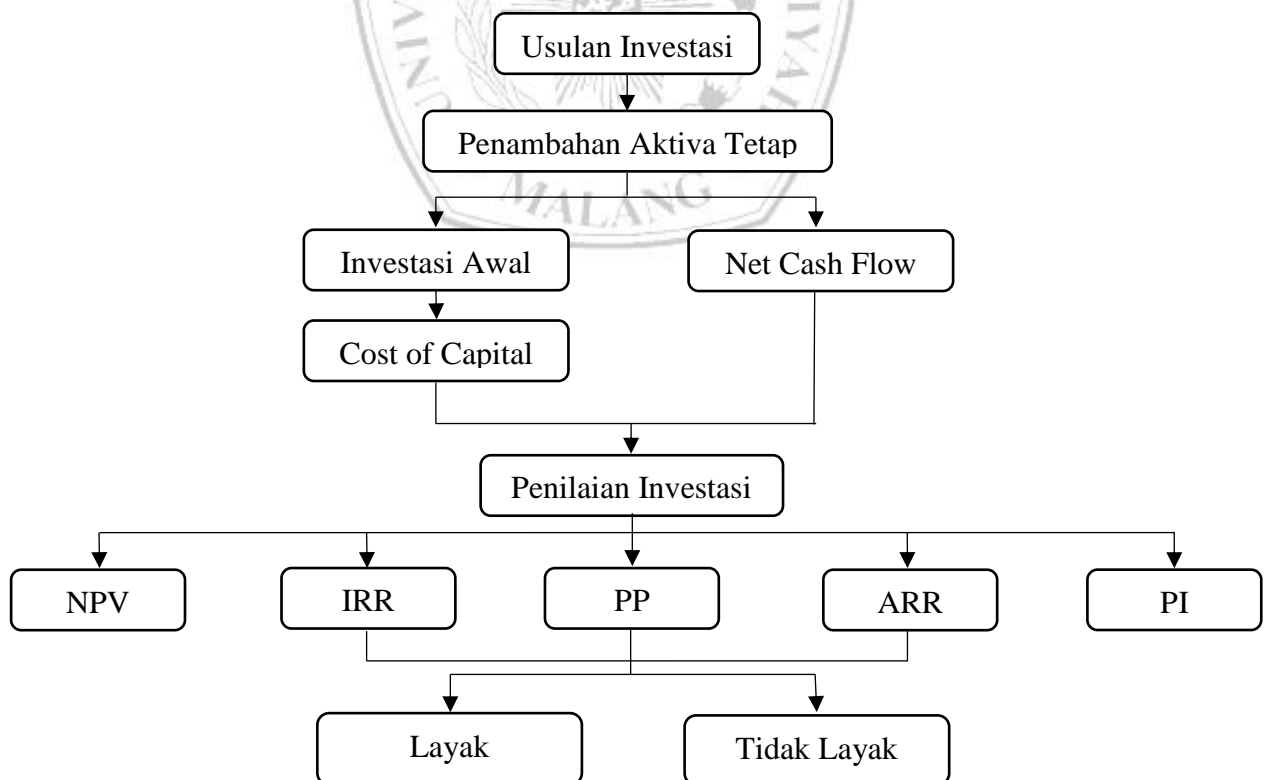 Usulan Investasi
Penambahan Aktiva Tetap
MALANG
Investasi Awal
Net Cash Flow
Cost of Capital
Penilaian Investasi
NPV
IRR
PP
ARR
PI
Layak
Tidak Layak